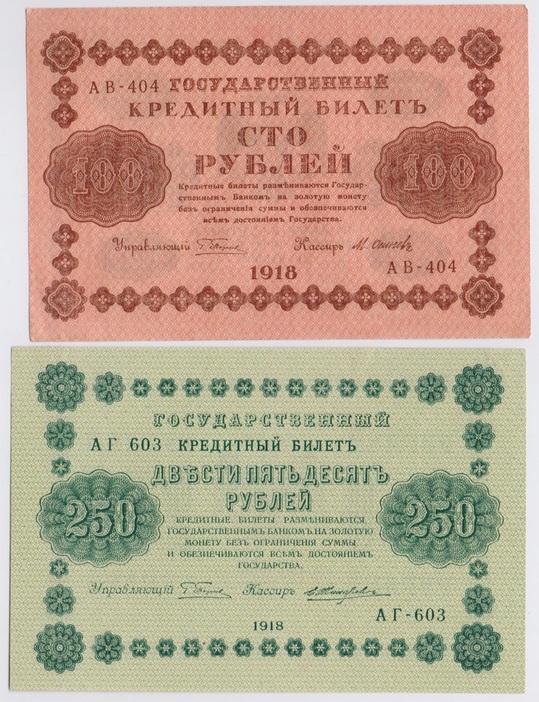 АВ-404 ГОСУДАРСТВЕННЫЙ
КРЕДИТНЫЙ БИЛЕТЪ
СТО
РУБЛЕЙ
100 100
Кредитные билеты размѣниваются Государ-
ственнымъ Банкомъ на золотую монету
безъ ограниченія суммы и обезпечиваются
всѣмъ достояніемъ Государства.
Управляющій Кассиръ
1918
АВ-404
ГОСУДАРСТВЕННЫЙ
АГ 603 КРЕДИТНЫЙ БИЛЕТЪ
ДВѢСТИ ПЯТЬДЕСЯТЪ
РУБЛЕЙ
250 250
КРЕДИТНЫЕ БИЛЕТЫ РАЗМѢНИВАЮТСЯ
ГОСУДАРСТВЕННЫМЪ БАНКОМЪ НА ЗОЛОТУЮ
МОНЕТУ БЕЗЪ ОГРАНИЧЕНІЯ СУММЫ
И ОБЕЗПЕЧИВАЮТСЯ ВСѢМЪ ДОСТОЯНІЕМЪ
ГОСУДАРСТВА.
Управляющій Кассиръ
АГ-603
1918